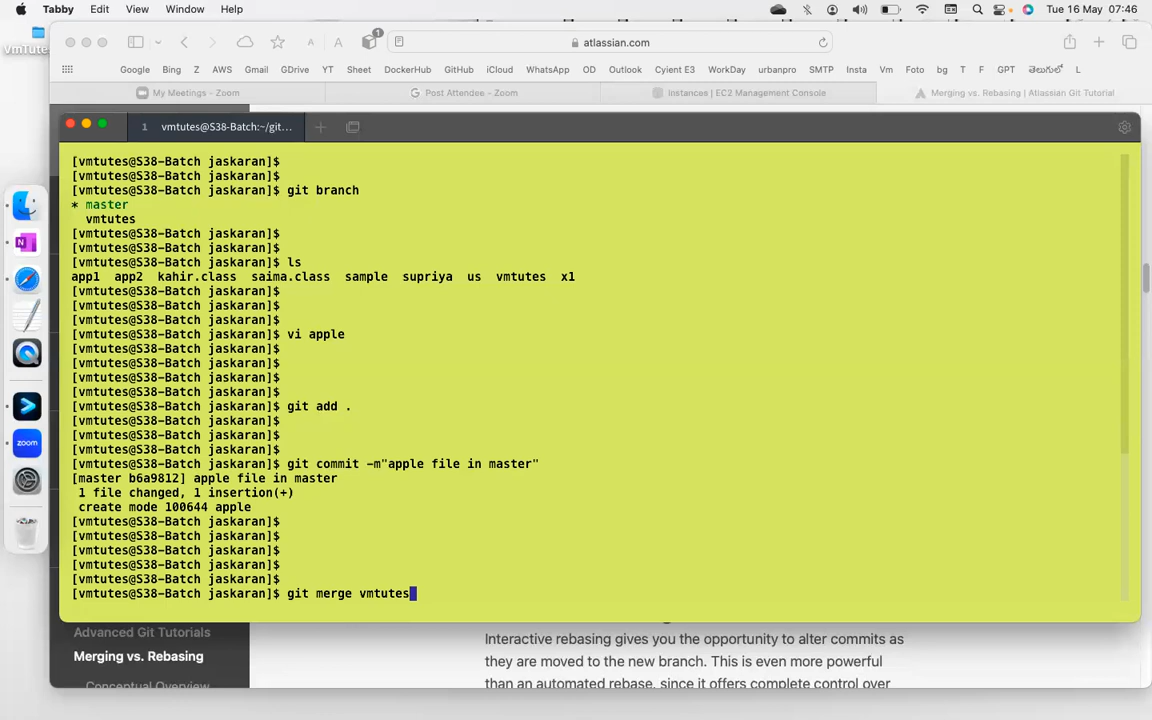 Tabby Edit View Window Help Tue 16 May 07:46
atlassian.com
Google Bing Z AWS Gmail GDrive YT Sheet DockerHub GitHub iCloud WhatsApp OD Outlook Cyient E3 WorkDay urbanpro SMTP Insta Vm Foto bg T F GPT తెలుగులో L
My Meetings - Zoom Post Attendee - Zoom Instances | EC2 Management Console Merging vs. Rebasing | Atlassian Git Tutorial
1 vmtutes@S38-Batch:~/git...
[vmtutes@S38-Batch jaskaran]$
[vmtutes@S38-Batch jaskaran]$
[vmtutes@S38-Batch jaskaran]$ git branch
* master
vmtutes
[vmtutes@S38-Batch jaskaran]$
[vmtutes@S38-Batch jaskaran]$
[vmtutes@S38-Batch jaskaran]$ ls
app1 app2 kahir.class saima.class sample supriya us vmtutes x1
[vmtutes@S38-Batch jaskaran]$
[vmtutes@S38-Batch jaskaran]$
[vmtutes@S38-Batch jaskaran]$
[vmtutes@S38-Batch jaskaran]$ vi apple
[vmtutes@S38-Batch jaskaran]$
[vmtutes@S38-Batch jaskaran]$
[vmtutes@S38-Batch jaskaran]$
[vmtutes@S38-Batch jaskaran]$
[vmtutes@S38-Batch jaskaran]$ git add .
[vmtutes@S38-Batch jaskaran]$
[vmtutes@S38-Batch jaskaran]$
[vmtutes@S38-Batch jaskaran]$
[vmtutes@S38-Batch jaskaran]$ git commit -m"apple file in master"
[master b6a9812] apple file in master
1 file changed, 1 insertion(+)
create mode 100644 apple
[vmtutes@S38-Batch jaskaran]$
[vmtutes@S38-Batch jaskaran]$
[vmtutes@S38-Batch jaskaran]$
[vmtutes@S38-Batch jaskaran]$
[vmtutes@S38-Batch jaskaran]$
[vmtutes@S38-Batch jaskaran]$ git merge vmtutes
Advanced Git Tutorials
Merging vs. Rebasing
Conceptual Overview
Interactive rebasing gives you the opportunity to alter commits as
they are moved to the new branch. This is even more powerful
than an automated rebase, since it offers complete control over
zoom